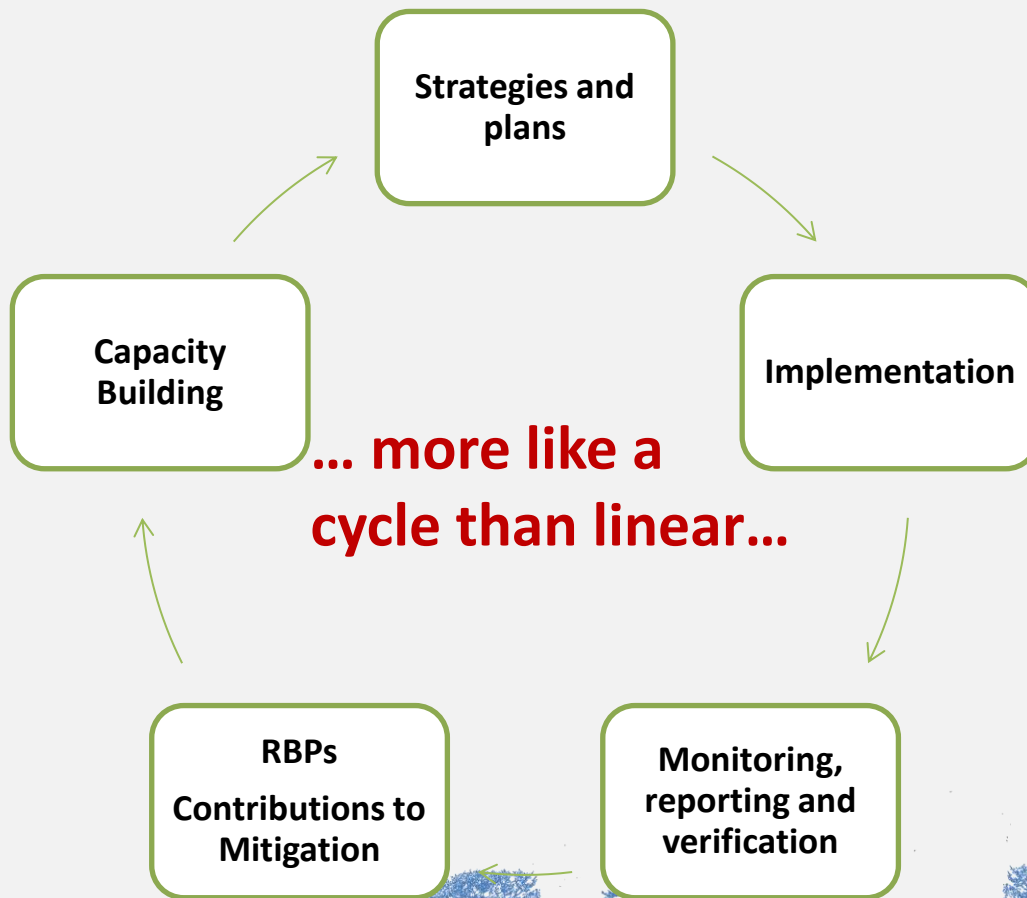 Strategies and
plans
Implementation
Monitoring,
reporting and
verification
RBPs
Contributions to
Mitigation
Capacity
Building
... more like a
cycle than linear...